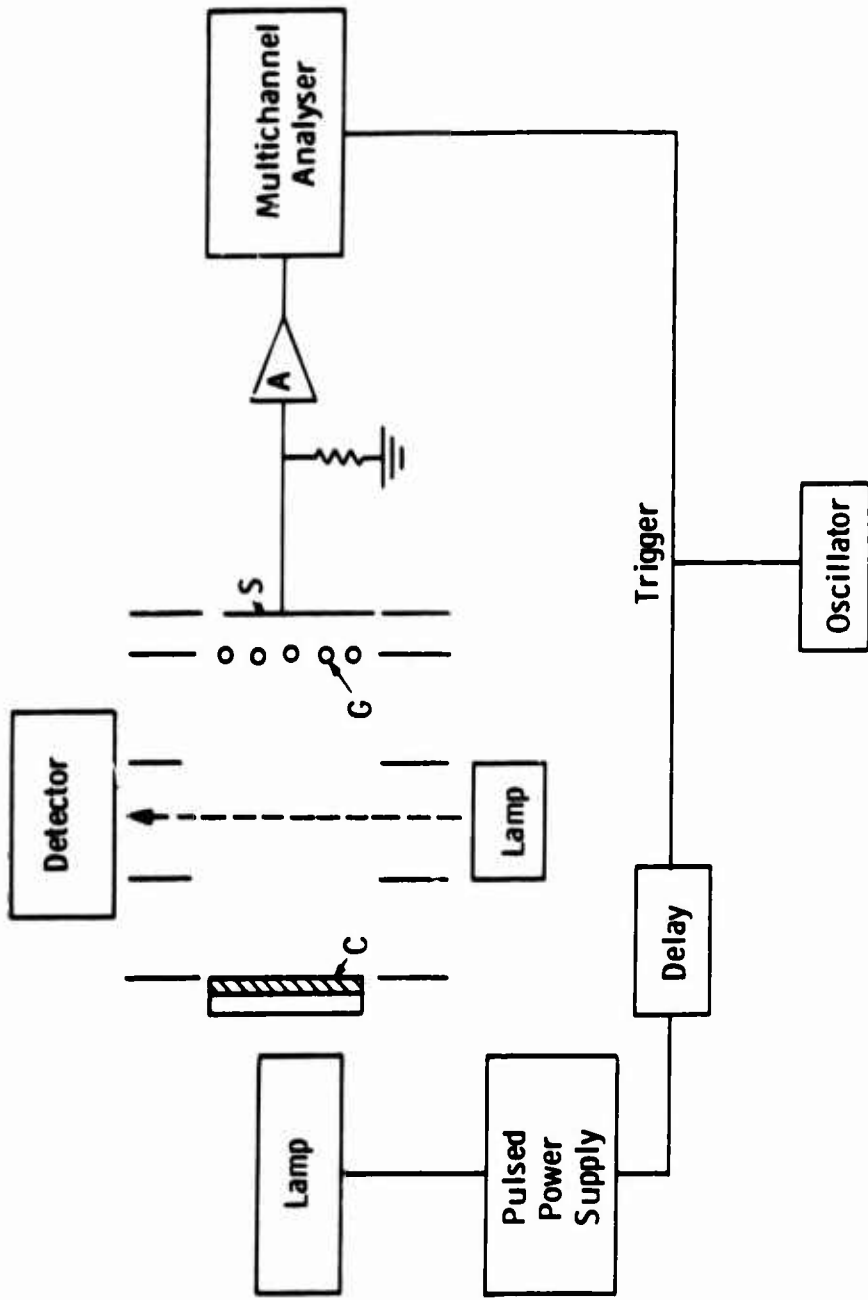 Lamp
Pulsed
Power
Supply
Delay
C
Detector
Lamp
G
S
A
Multichannel
Analyser
Trigger
Oscillator